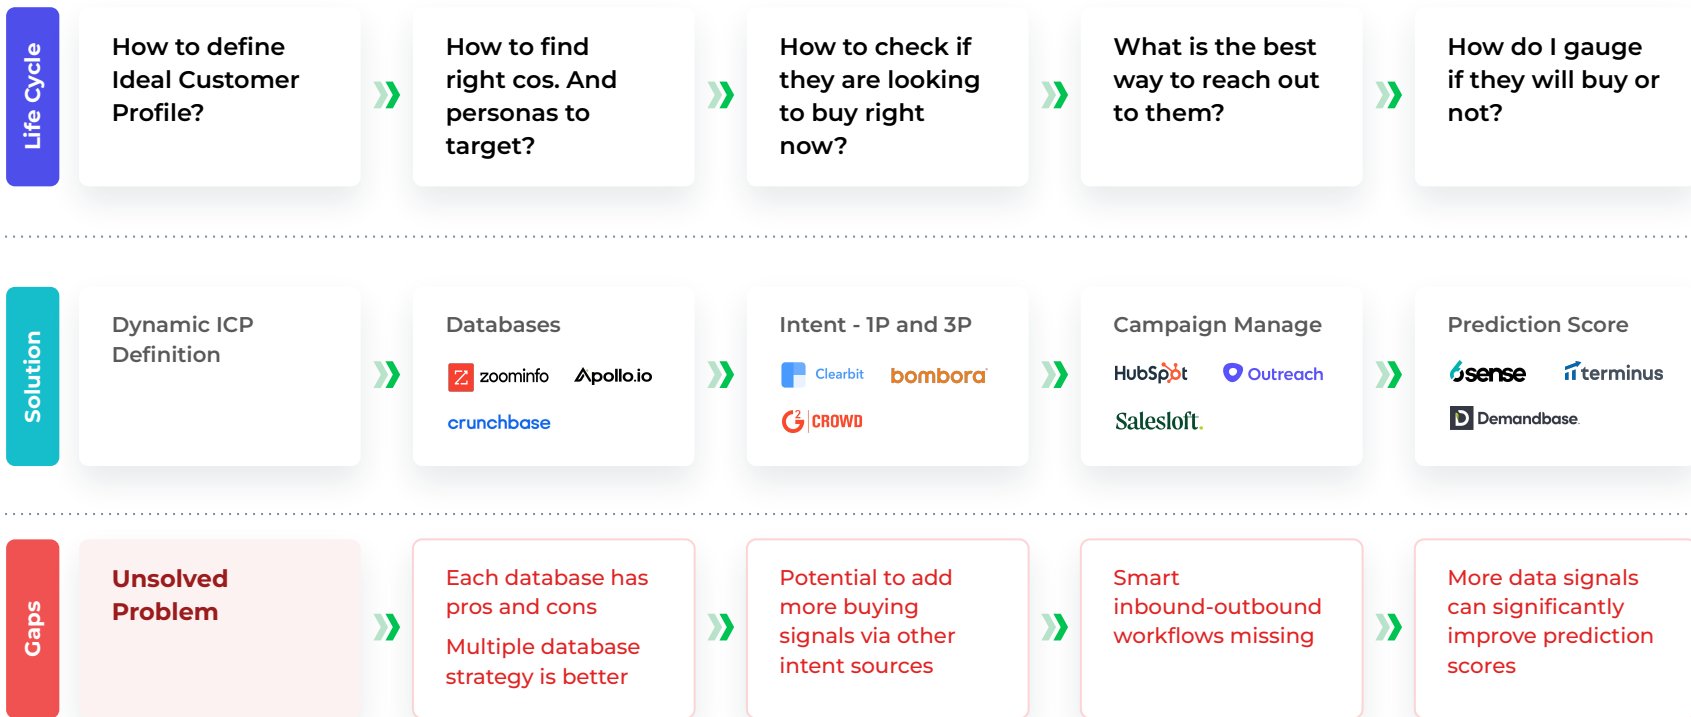 Life Cycle
How to define
Ideal Customer
Profile?
How to find
right cos. And
personas to
target?
How to check if
they are looking
to buy right
now?
What is the best
way to reach out
to them?
How do I gauge
if they will buy or
not?
Solution
Dynamic ICP
Definition
Databases
zoominfo
Apollo.io
crunchbase
Intent - 1P and 3P
Clearbit
bombora
G2 CROWD
Campaign Manage
HubSpot
Outreach
Salesloft.
Prediction Score
6sense
terminus
Demandbase
Gaps
Unsolved
Problem
Each database has
pros and cons
Multiple database
strategy is better
Potential to add
more buying
signals via other
intent sources
Smart
inbound-outbound
workflows missing
More data signals
can significantly
improve prediction
scores